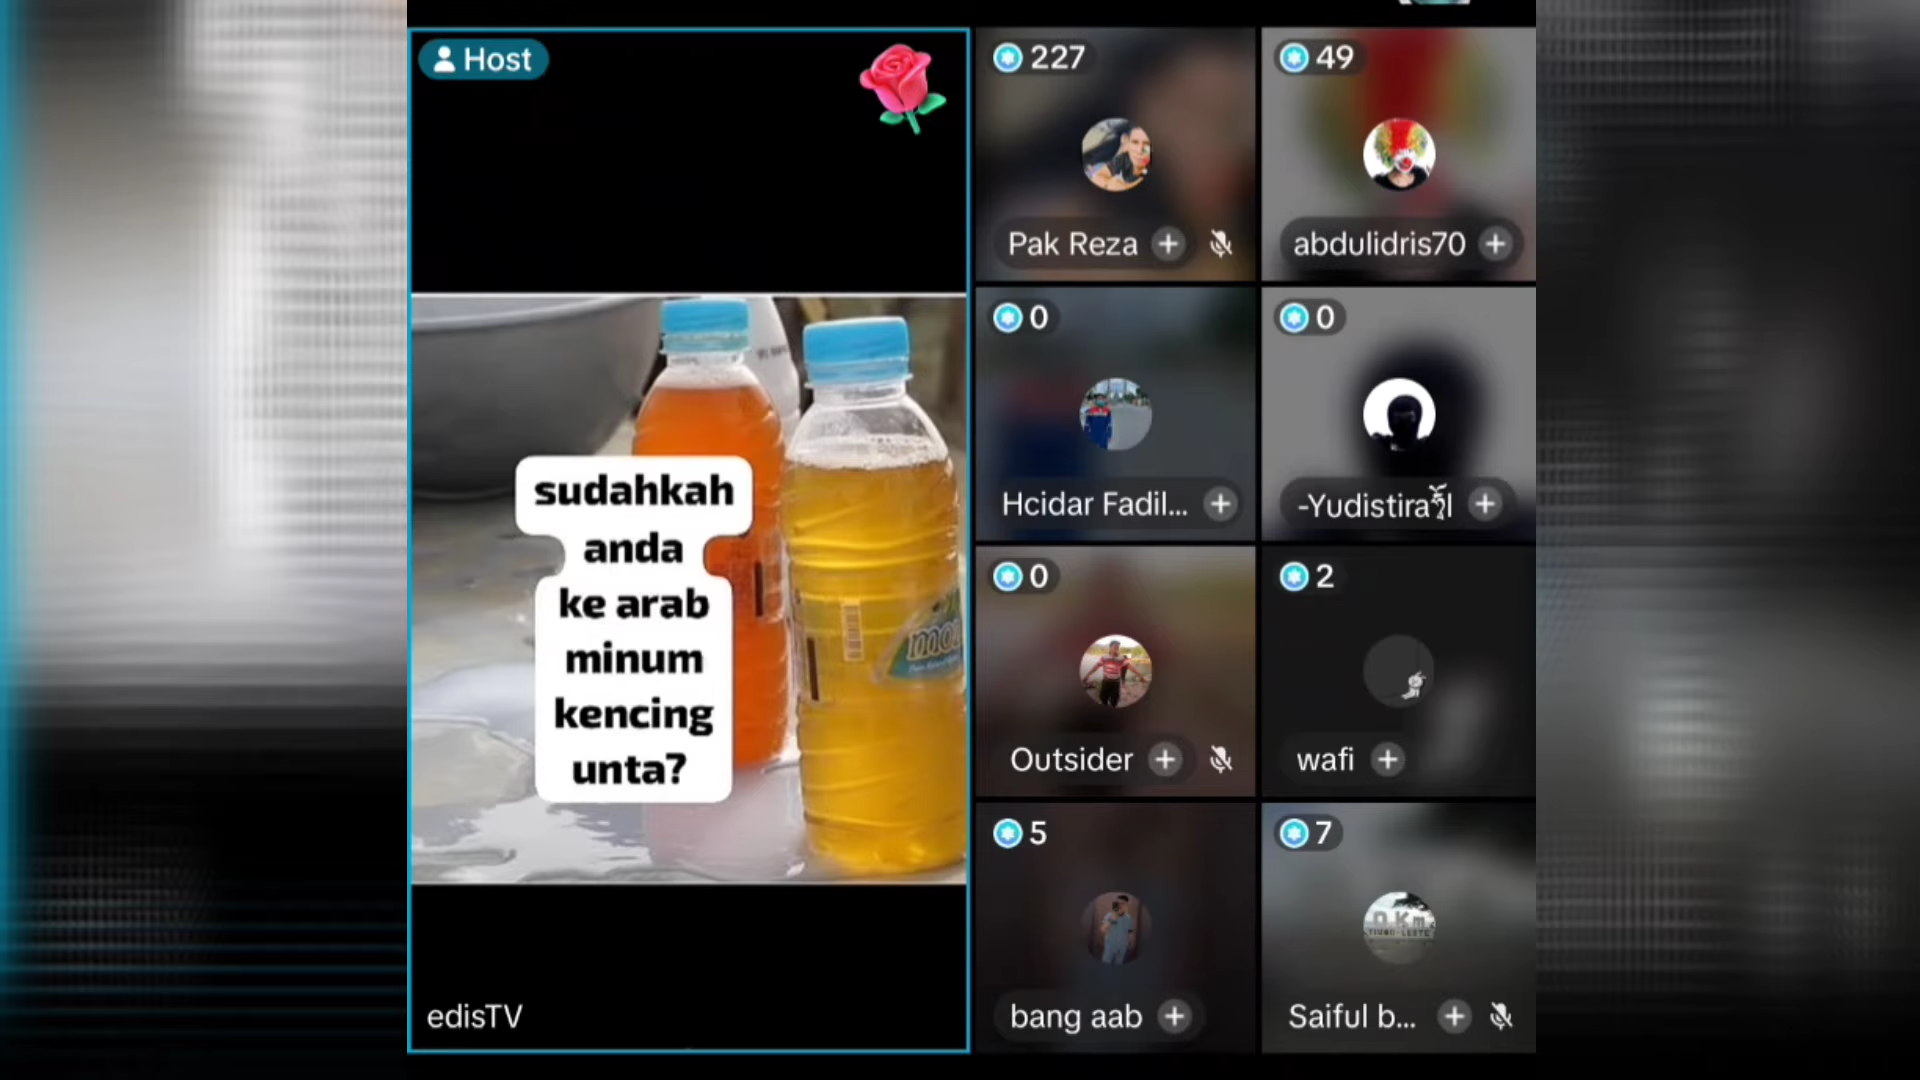 Host
sudahkah
anda
ke arab
minum
kencing
unta?
edisTV
227
Pak Reza
49
abdulidris70
0
Hcidar Fadil...
0
-Yudistira
0
Outsider
2
wafi
5
bang aab
7
Saiful b...